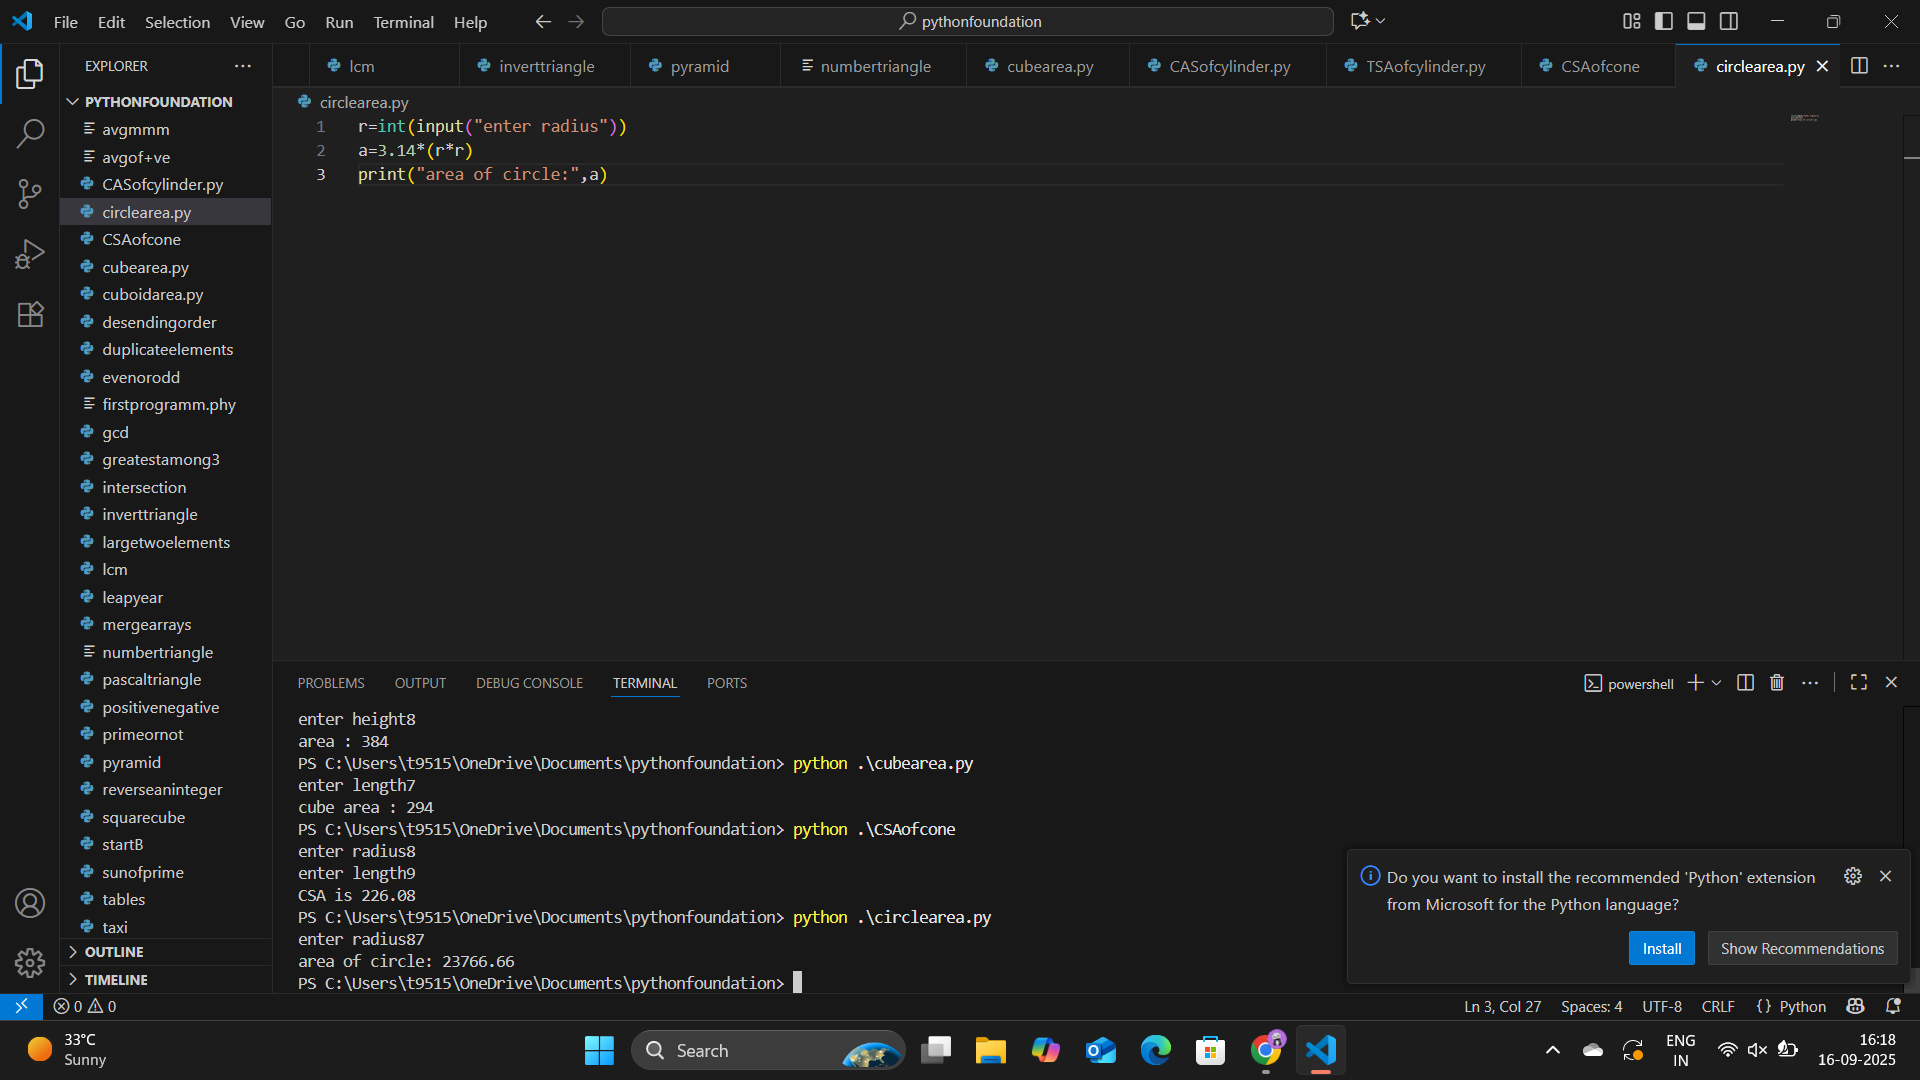 File Edit Selection View Go Run Terminal Help
pythonfoundation
EXPLORER
lcm
inverttriangle
pyramid
numbertriangle
cubearea.py
CASofcylinder.py
TSAofcylinder.py
CSAofcone
circlearea.py
PYTHONFOUNDATION
avgmmm
avgof+ve
CASofcylinder.py
circlearea.py
CSAofcone
cubearea.py
cuboidarea.py
desendingorder
duplicateelements
evenorodd
firstprogramm.phy
gcd
greatestamong3
intersection
inverttriangle
largetwoelements
lcm
leapyear
mergearrays
numbertriangle
pascaltriangle
positivenegative
primeornot
pyramid
reverseaninteger
squarecube
startB
sunofprime
tables
taxi
OUTLINE
TIMELINE
circlearea.py
1 r=int(input("enter radius"))
2 a=3.14*(r*r)
3 print("area of circle:",a)
PROBLEMS OUTPUT DEBUG CONSOLE TERMINAL PORTS
powershell
enter height8
area : 384
PS C:\Users\t9515\OneDrive\Documents\pythonfoundation> python .\cubearea.py
enter length7
cube area : 294
PS C:\Users\t9515\OneDrive\Documents\pythonfoundation> python .\CSAofcone
enter radius8
enter length9
CSA is 226.08
PS C:\Users\t9515\OneDrive\Documents\pythonfoundation> python .\circlearea.py
enter radius87
area of circle: 23766.66
PS C:\Users\t9515\OneDrive\Documents\pythonfoundation>
Do you want to install the recommended 'Python' extension
from Microsoft for the Python language?
Install
Show Recommendations
0 0
Ln 3, Col 27 Spaces: 4 UTF-8 CRLF Python
33°C
Sunny
Search
ENG
IN
16:18
16-09-2025